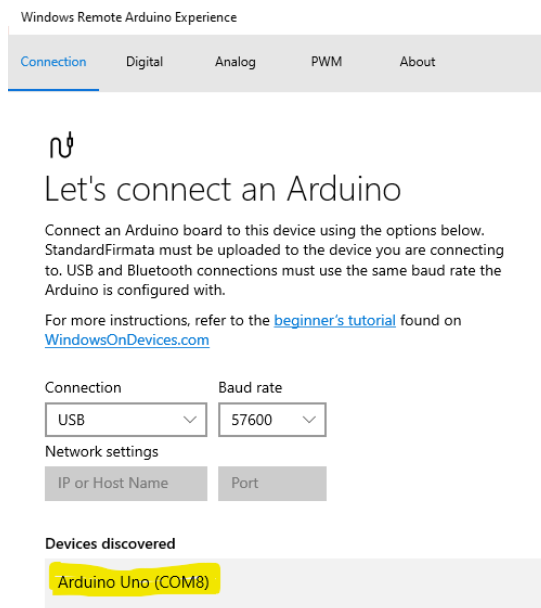 Windows Remote Arduino Experience
Connection Digital Analog PWM About
Let's connect an Arduino
Connect an Arduino board to this device using the options below.
StandardFirmata must be uploaded to the device you are connecting
to. USB and Bluetooth connections must use the same baud rate the
Arduino is configured with.
For more instructions, refer to the beginner's tutorial found on
WindowsOnDevices.com
Connection Baud rate
USB 57600
Network settings
IP or Host Name Port
Devices discovered
Arduino Uno (COM8)